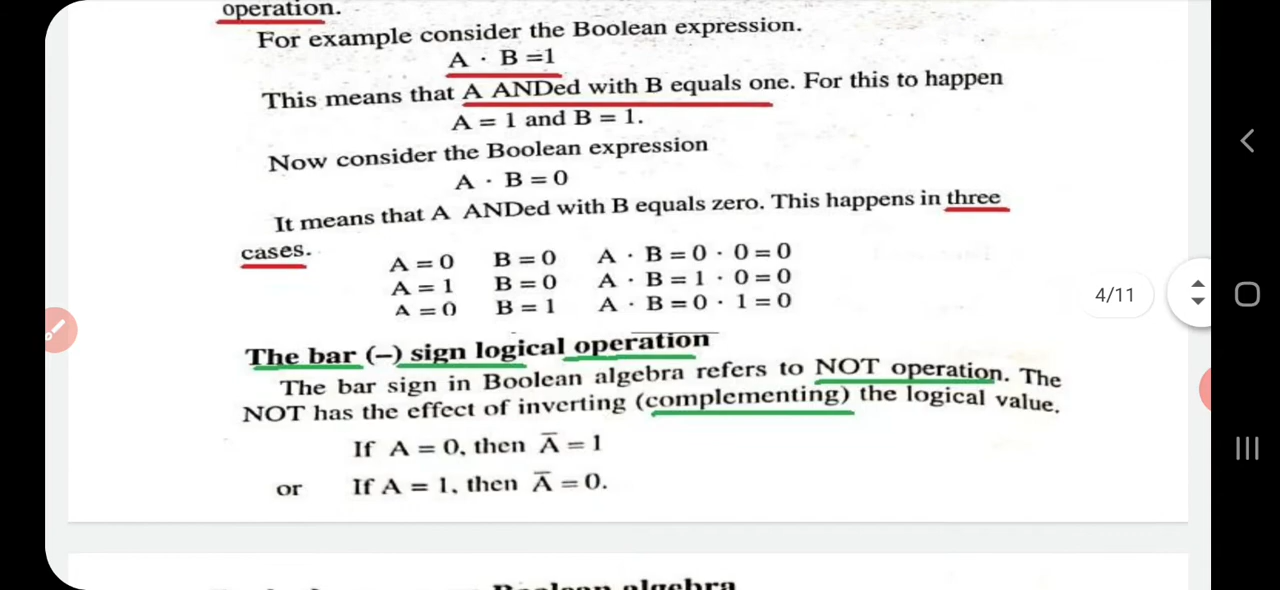 operation.
For example consider the Boolean expression.
A · B =1
This means that A ANDed with B equals one. For this to happen
A = 1 and B = 1.
Now consider the Boolean expression
A · B = 0
It means that A ANDed with B equals zero. This happens in three
cases.
A = 0 B = 0 A · B = 0 · 0 = 0
A = 1 B = 0 A · B = 1 · 0 = 0
A = 0 B = 1 A · B = 0 · 1 = 0
4/11
The bar (–) sign logical operation
The bar sign in Boolean algebra refers to NOT operation. The
NOT has the effect of inverting (complementing) the logical value.
If A = 0, then A̅ = 1
or If A = 1, then A̅ = 0.
Boolean algebra